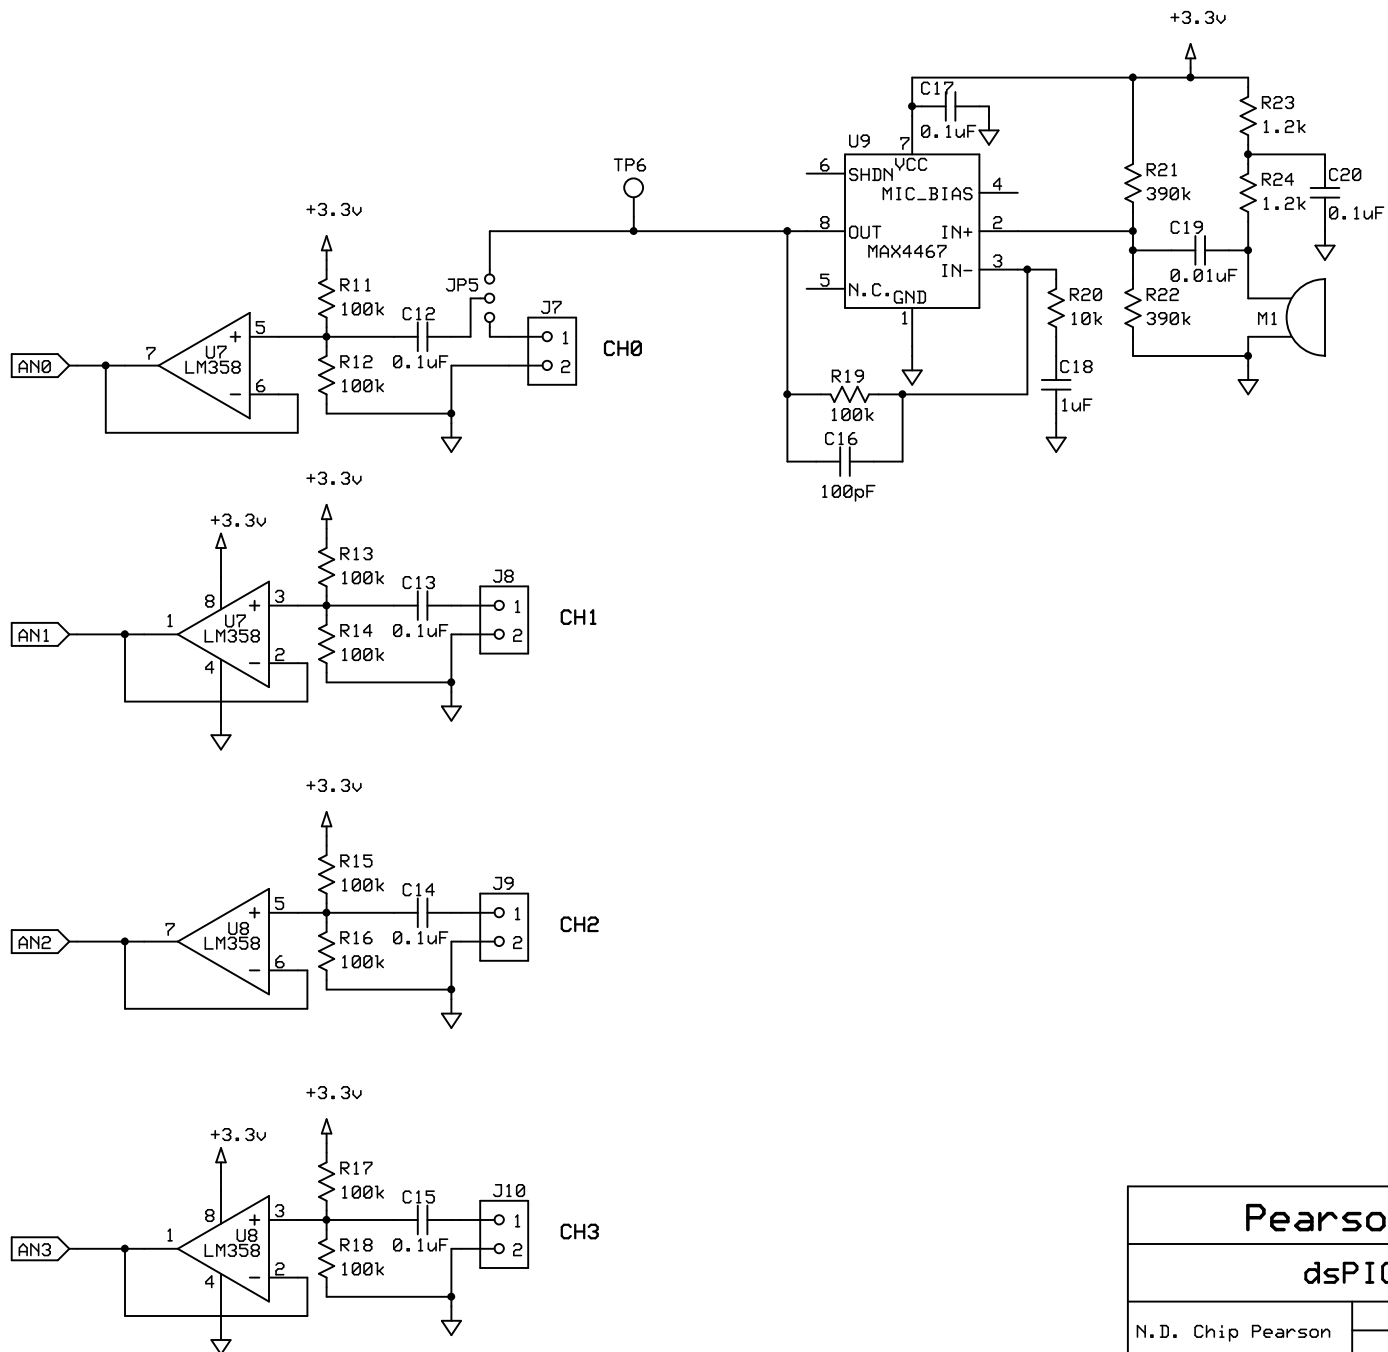 +3.3v
C17
0.1uF
U9
7
VCC
6
SHDN
MIC_BIAS
4
8
OUT
IN+
2
MAX4467
IN-
3
5
N.C.
GND
1
R23
1.2k
R21
390k
R24
1.2k
C20
0.1uF
C19
0.01uF
R22
390k
M1
R20
10k
C18
1uF
R19
100k
C16
100pF
TP6
+3.3v
R11
100k
JP5
J7
C12
0.1uF
1
2
CH0
R12
100k
5
U7
LM358
+
-
6
7
AN0
+3.3v
+3.3v
R13
100k
C13
0.1uF
J8
1
2
CH1
R14
100k
8
3
U7
LM358
+
-
2
4
1
AN1
+3.3v
R15
100k
C14
0.1uF
J9
1
2
CH2
R16
100k
5
U8
LM358
+
-
6
7
AN2
+3.3v
+3.3v
R17
100k
C15
0.1uF
J10
1
2
CH3
R18
100k
8
3
U8
LM358
+
-
2
4
1
AN3
Pearso
dsPI
N.D. Chip Pearson